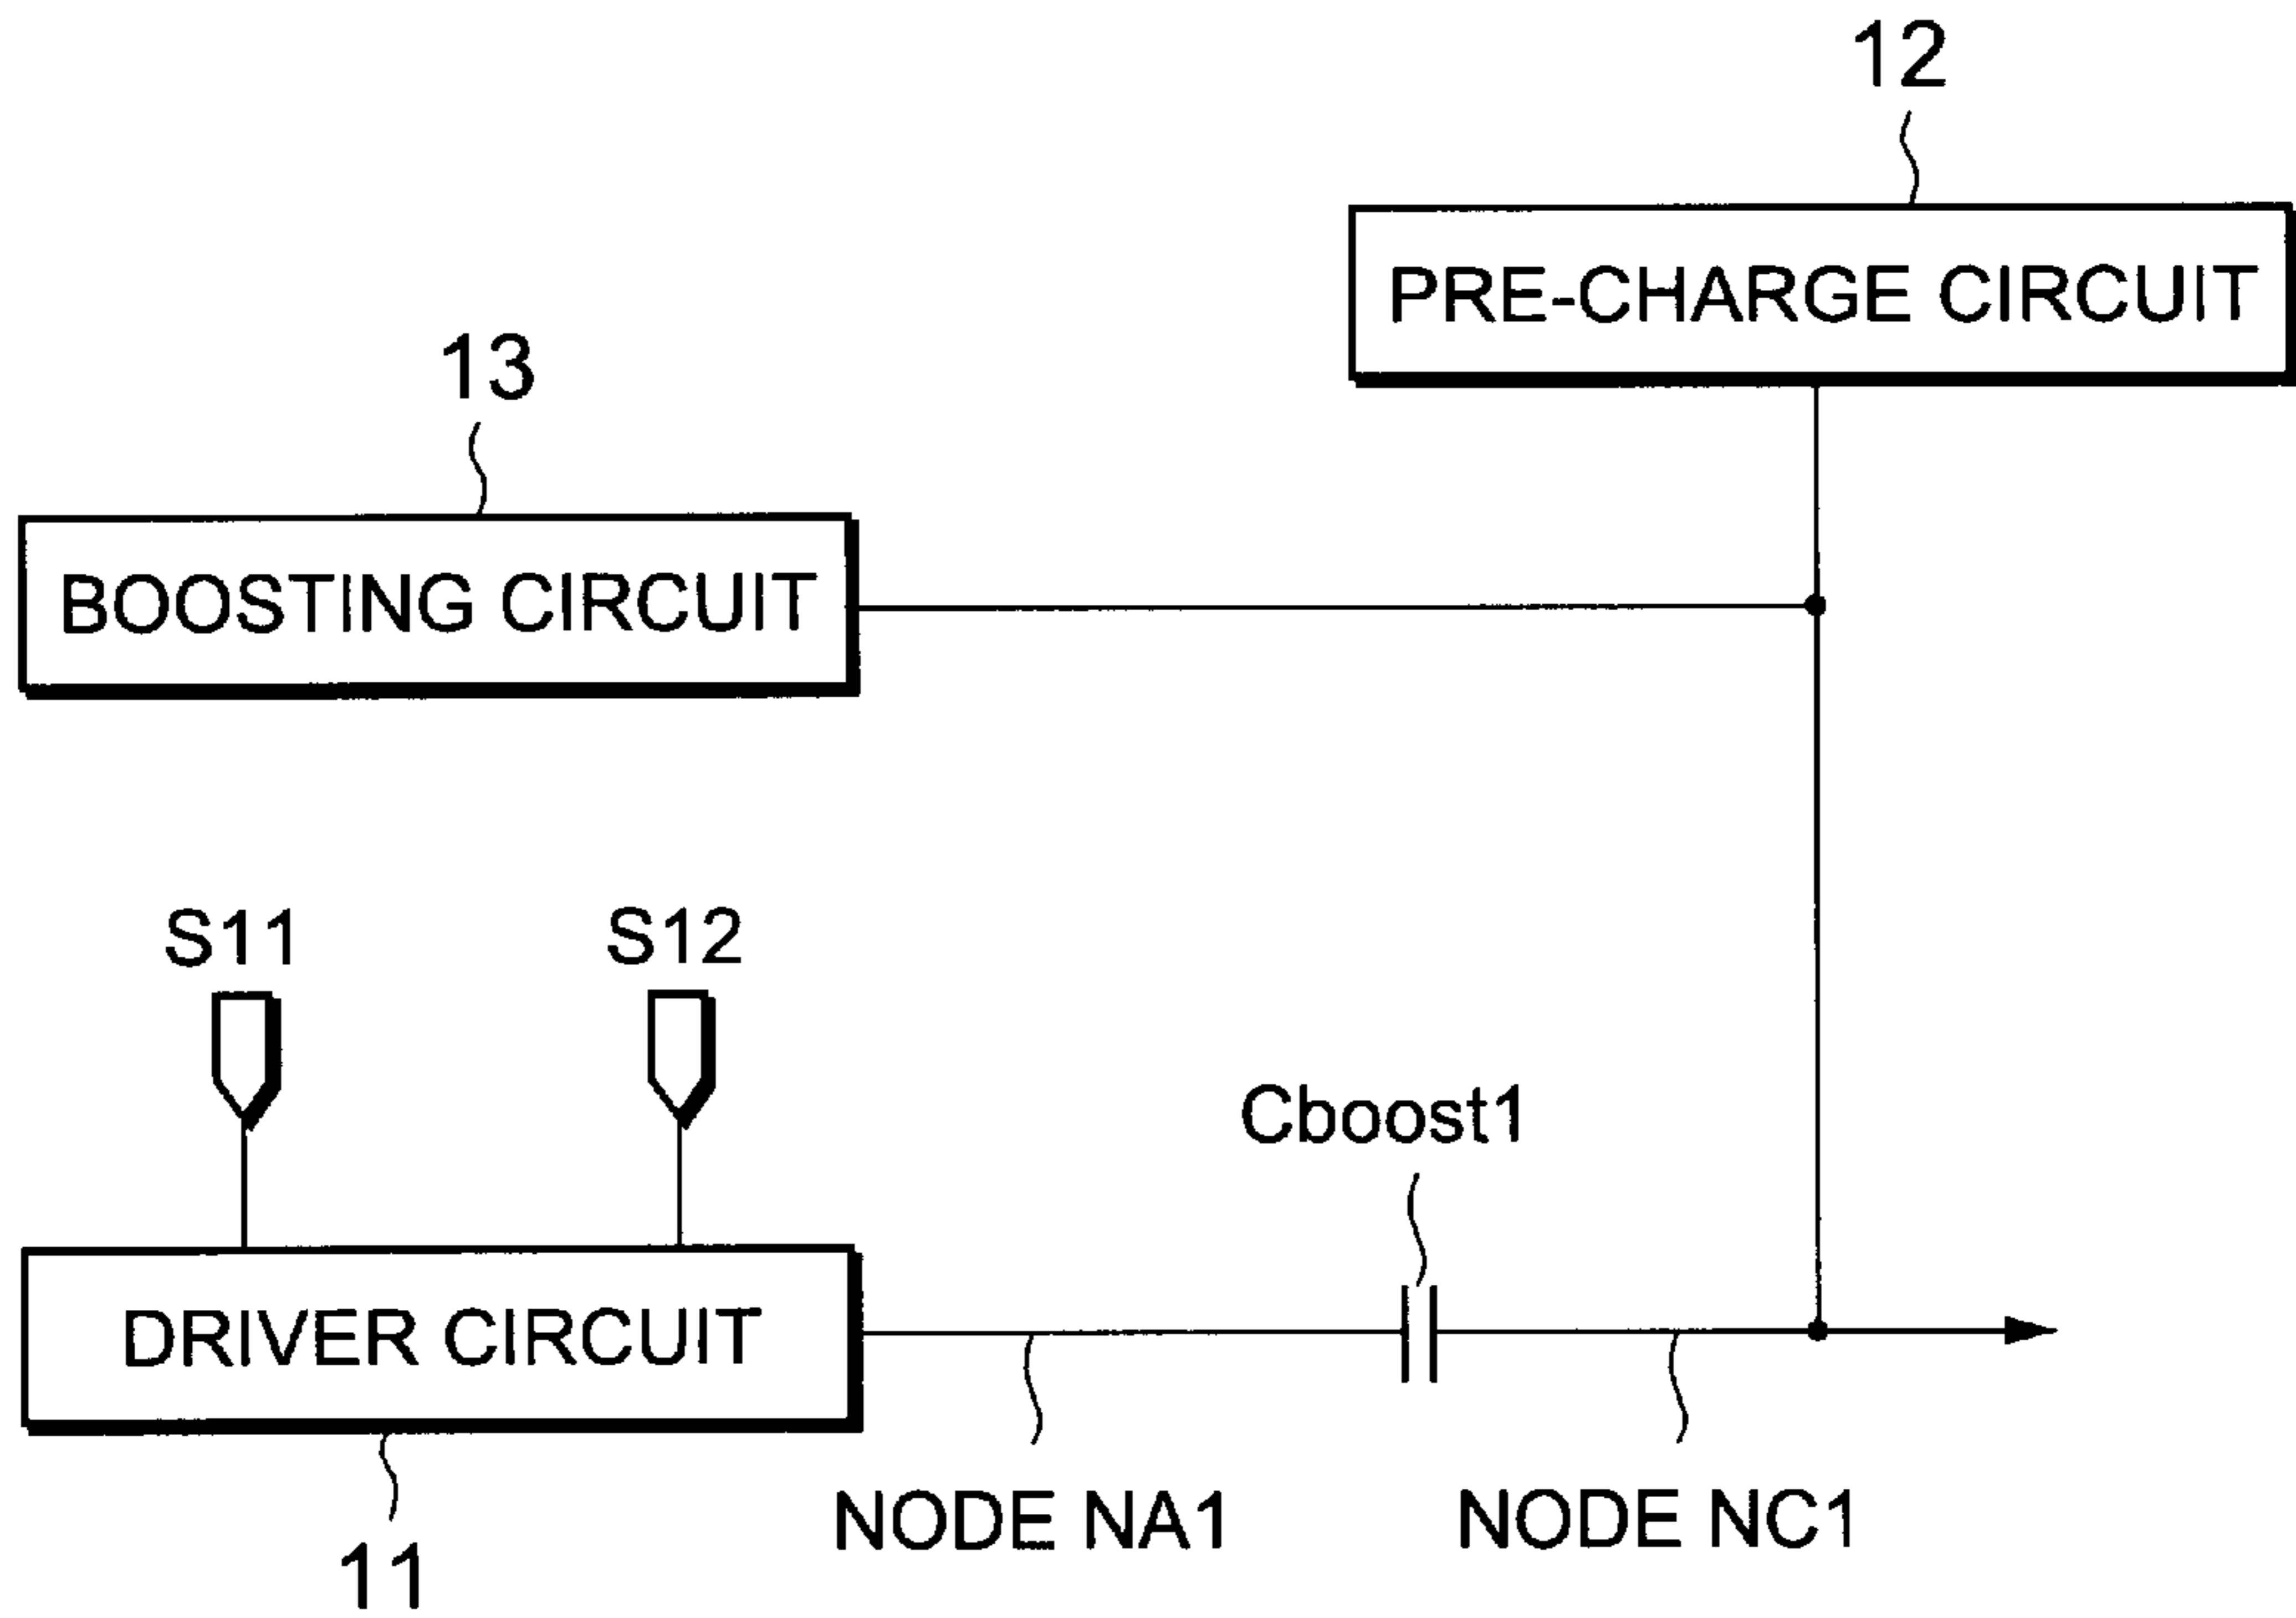 12
PRE-CHARGE CIRCUIT
13
BOOSTING CIRCUIT
S11
S12
Cboost1
DRIVER CIRCUIT
NODE NA1
NODE NC1
11